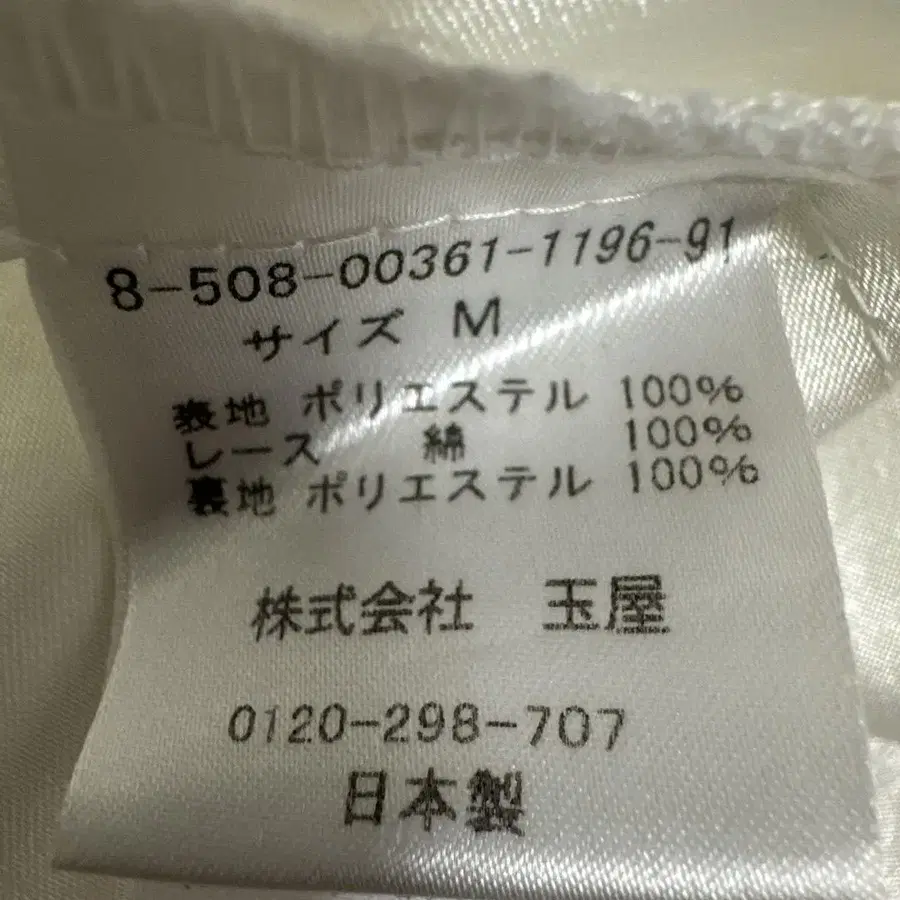 8-508-00361-1196-91
サイズ M
表地 ポリエステル 100%
レース 綿 100%
裏地 ポリエステル 100%
株式会社 玉屋
0120-298-707
日本製